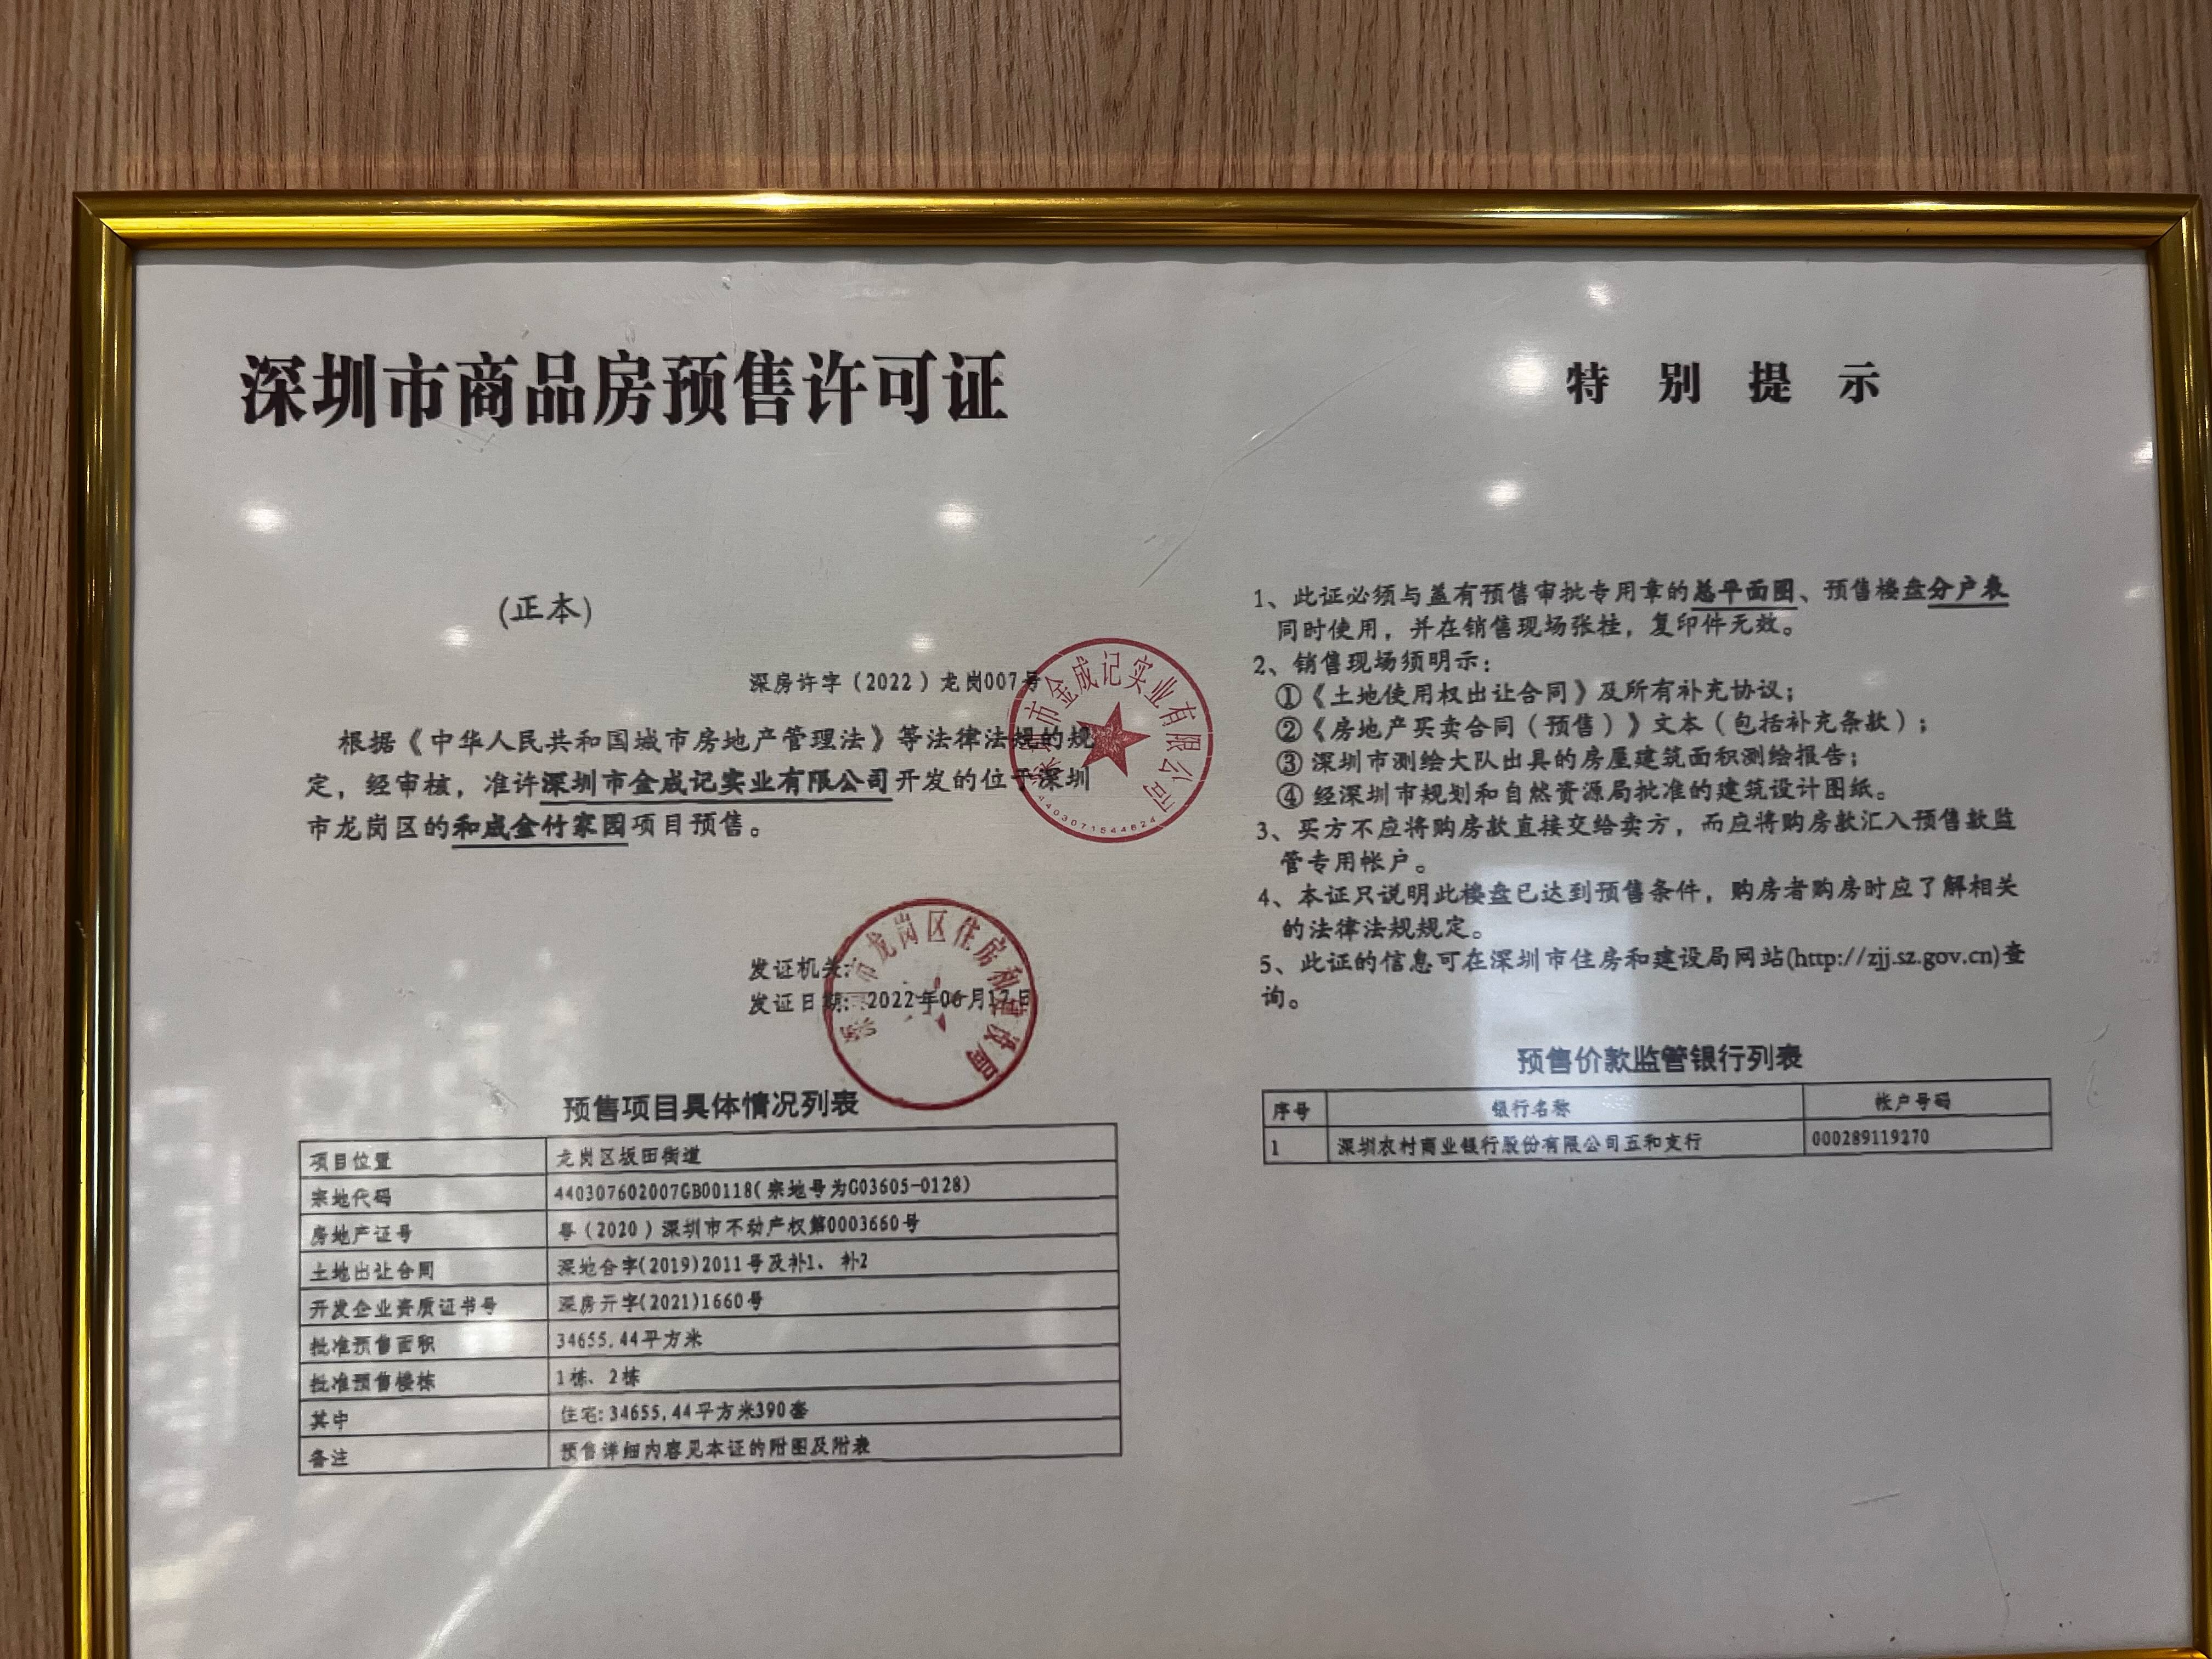 深圳市商品房预售许可证
(正本)
深房许字（2022）龙岗007号
根据《中华人民共和国城市房地产管理法》等法律法规的规
定，经审核，准许深圳市金成记实业有限公司开发的位于深圳
市龙岗区的和成金竹家园项目预售。
深圳市金成记实业有限公司
发证机关：
发证日期：2022年06月17日
深圳市龙岗区住房和建设局
预售项目具体情况列表
项目位置 龙岗区坂田街道
宗地代码 440307602007GB00118(宗地号为G03605-0128)
房地产证号 粤（2020）深圳市不动产权第0003660号
土地出让合同 深地合字(2019)2011号及补1、补2
开发企业资质证书号 深房开字(2021)1660号
批准预售面积 34655.44平方米
批准预售楼栋 1栋、2栋
其中 住宅:34655.44平方米390套
备注 预售详细内容见本证的附图及附表
特别提示
1、此证必须与盖有预售审批专用章的总平面图、预售楼盘分户表
同时使用，并在销售现场张挂，复印件无效。
2、销售现场须明示：
①《土地使用权出让合同》及所有补充协议；
②《房地产买卖合同（预售）》文本（包括补充条款）；
③深圳市测绘大队出具的房屋建筑面积测绘报告；
④经深圳市规划和自然资源局批准的建筑设计图纸。
3、买方不应将购房款直接交给卖方，而应将购房款汇入预售款监
管专用帐户。
4、本证只说明此楼盘已达到预售条件，购房者购房时应了解相关
的法律法规规定。
5、此证的信息可在深圳市住房和建设局网站(http://zjj.sz.gov.cn)查
询。
预售价款监管银行列表
序号 银行名称 帐户号码
1 深圳农村商业银行股份有限公司五和支行 000289119270